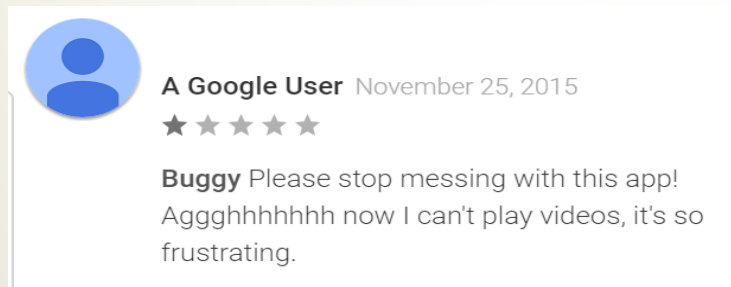 A Google User November 25, 2015
Buggy Please stop messing with this app!
Aggghhhhhhh now I can't play videos, it's so
frustrating.